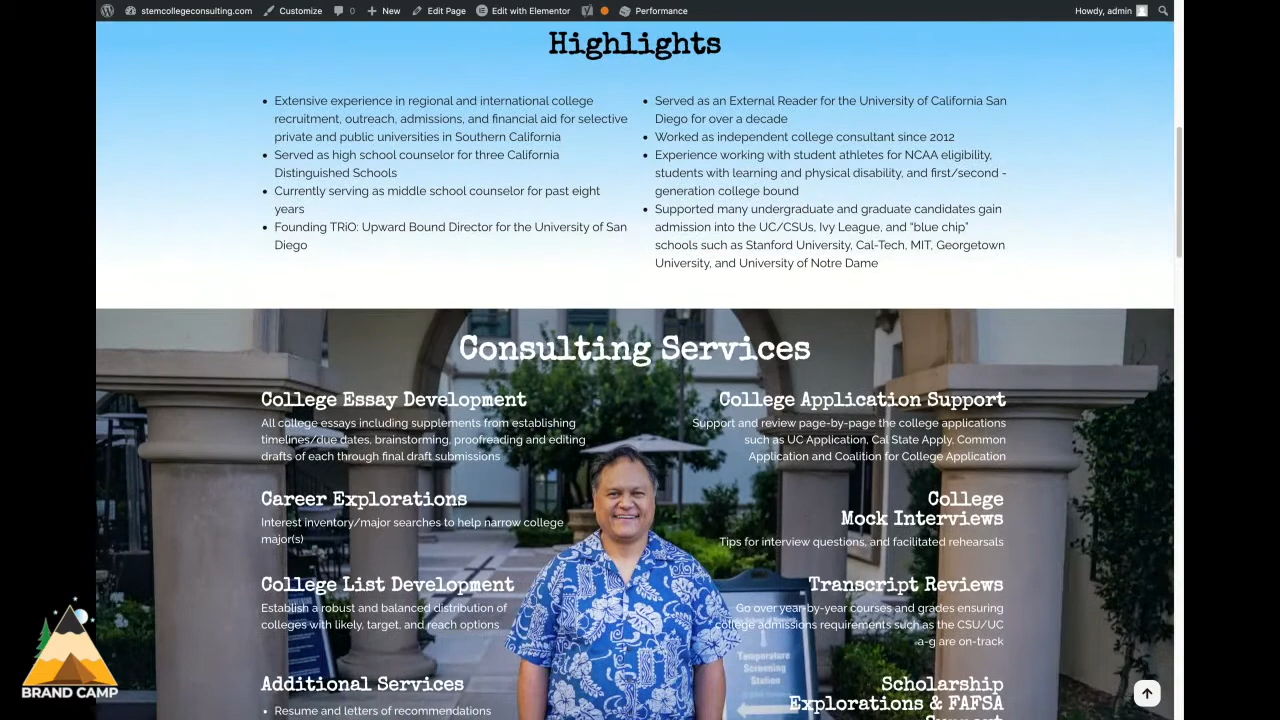 stemcollegeconsulting.com Customize 0 New Edit Page Edit with Elementor Performance Howdy, admin
Highlights
• Extensive experience in regional and international college
recruitment, outreach, admissions, and financial aid for selective
private and public universities in Southern California
• Served as high school counselor for three California
Distinguished Schools
• Currently serving as middle school counselor for past eight
years
• Founding TRiO: Upward Bound Director for the University of San
Diego
• Served as an External Reader for the University of California San
Diego for over a decade
• Worked as independent college consultant since 2012
• Experience working with student athletes for NCAA eligibility,
students with learning and physical disability, and first/second -
generation college bound
• Supported many undergraduate and graduate candidates gain
admission into the UC/CSUs, Ivy League, and “blue chip”
schools such as Stanford University, Cal-Tech, MIT, Georgetown
University, and University of Notre Dame
Consulting Services
College Essay Development
All college essays including supplements from establishing
timelines/due dates, brainstorming, proofreading and editing
drafts of each through final draft submissions
College Application Support
Support and review page-by-page the college applications
such as UC Application, Cal State Apply, Common
Application and Coalition for College Application
Career Explorations
Interest inventory/major searches to help narrow college
major(s)
College
Mock Interviews
Tips for interview questions, and facilitated rehearsals
College List Development
Establish a robust and balanced distribution of
colleges with likely, target, and reach options
Transcript Reviews
Go over year-by-year courses and grades ensuring
college admissions requirements such as the CSU/UC
a-g are on-track
Temperature
Screening
Station
Additional Services
• Resume and letters of recommendations
Scholarship
Explorations & FAFSA
Support
BRAND CAMP